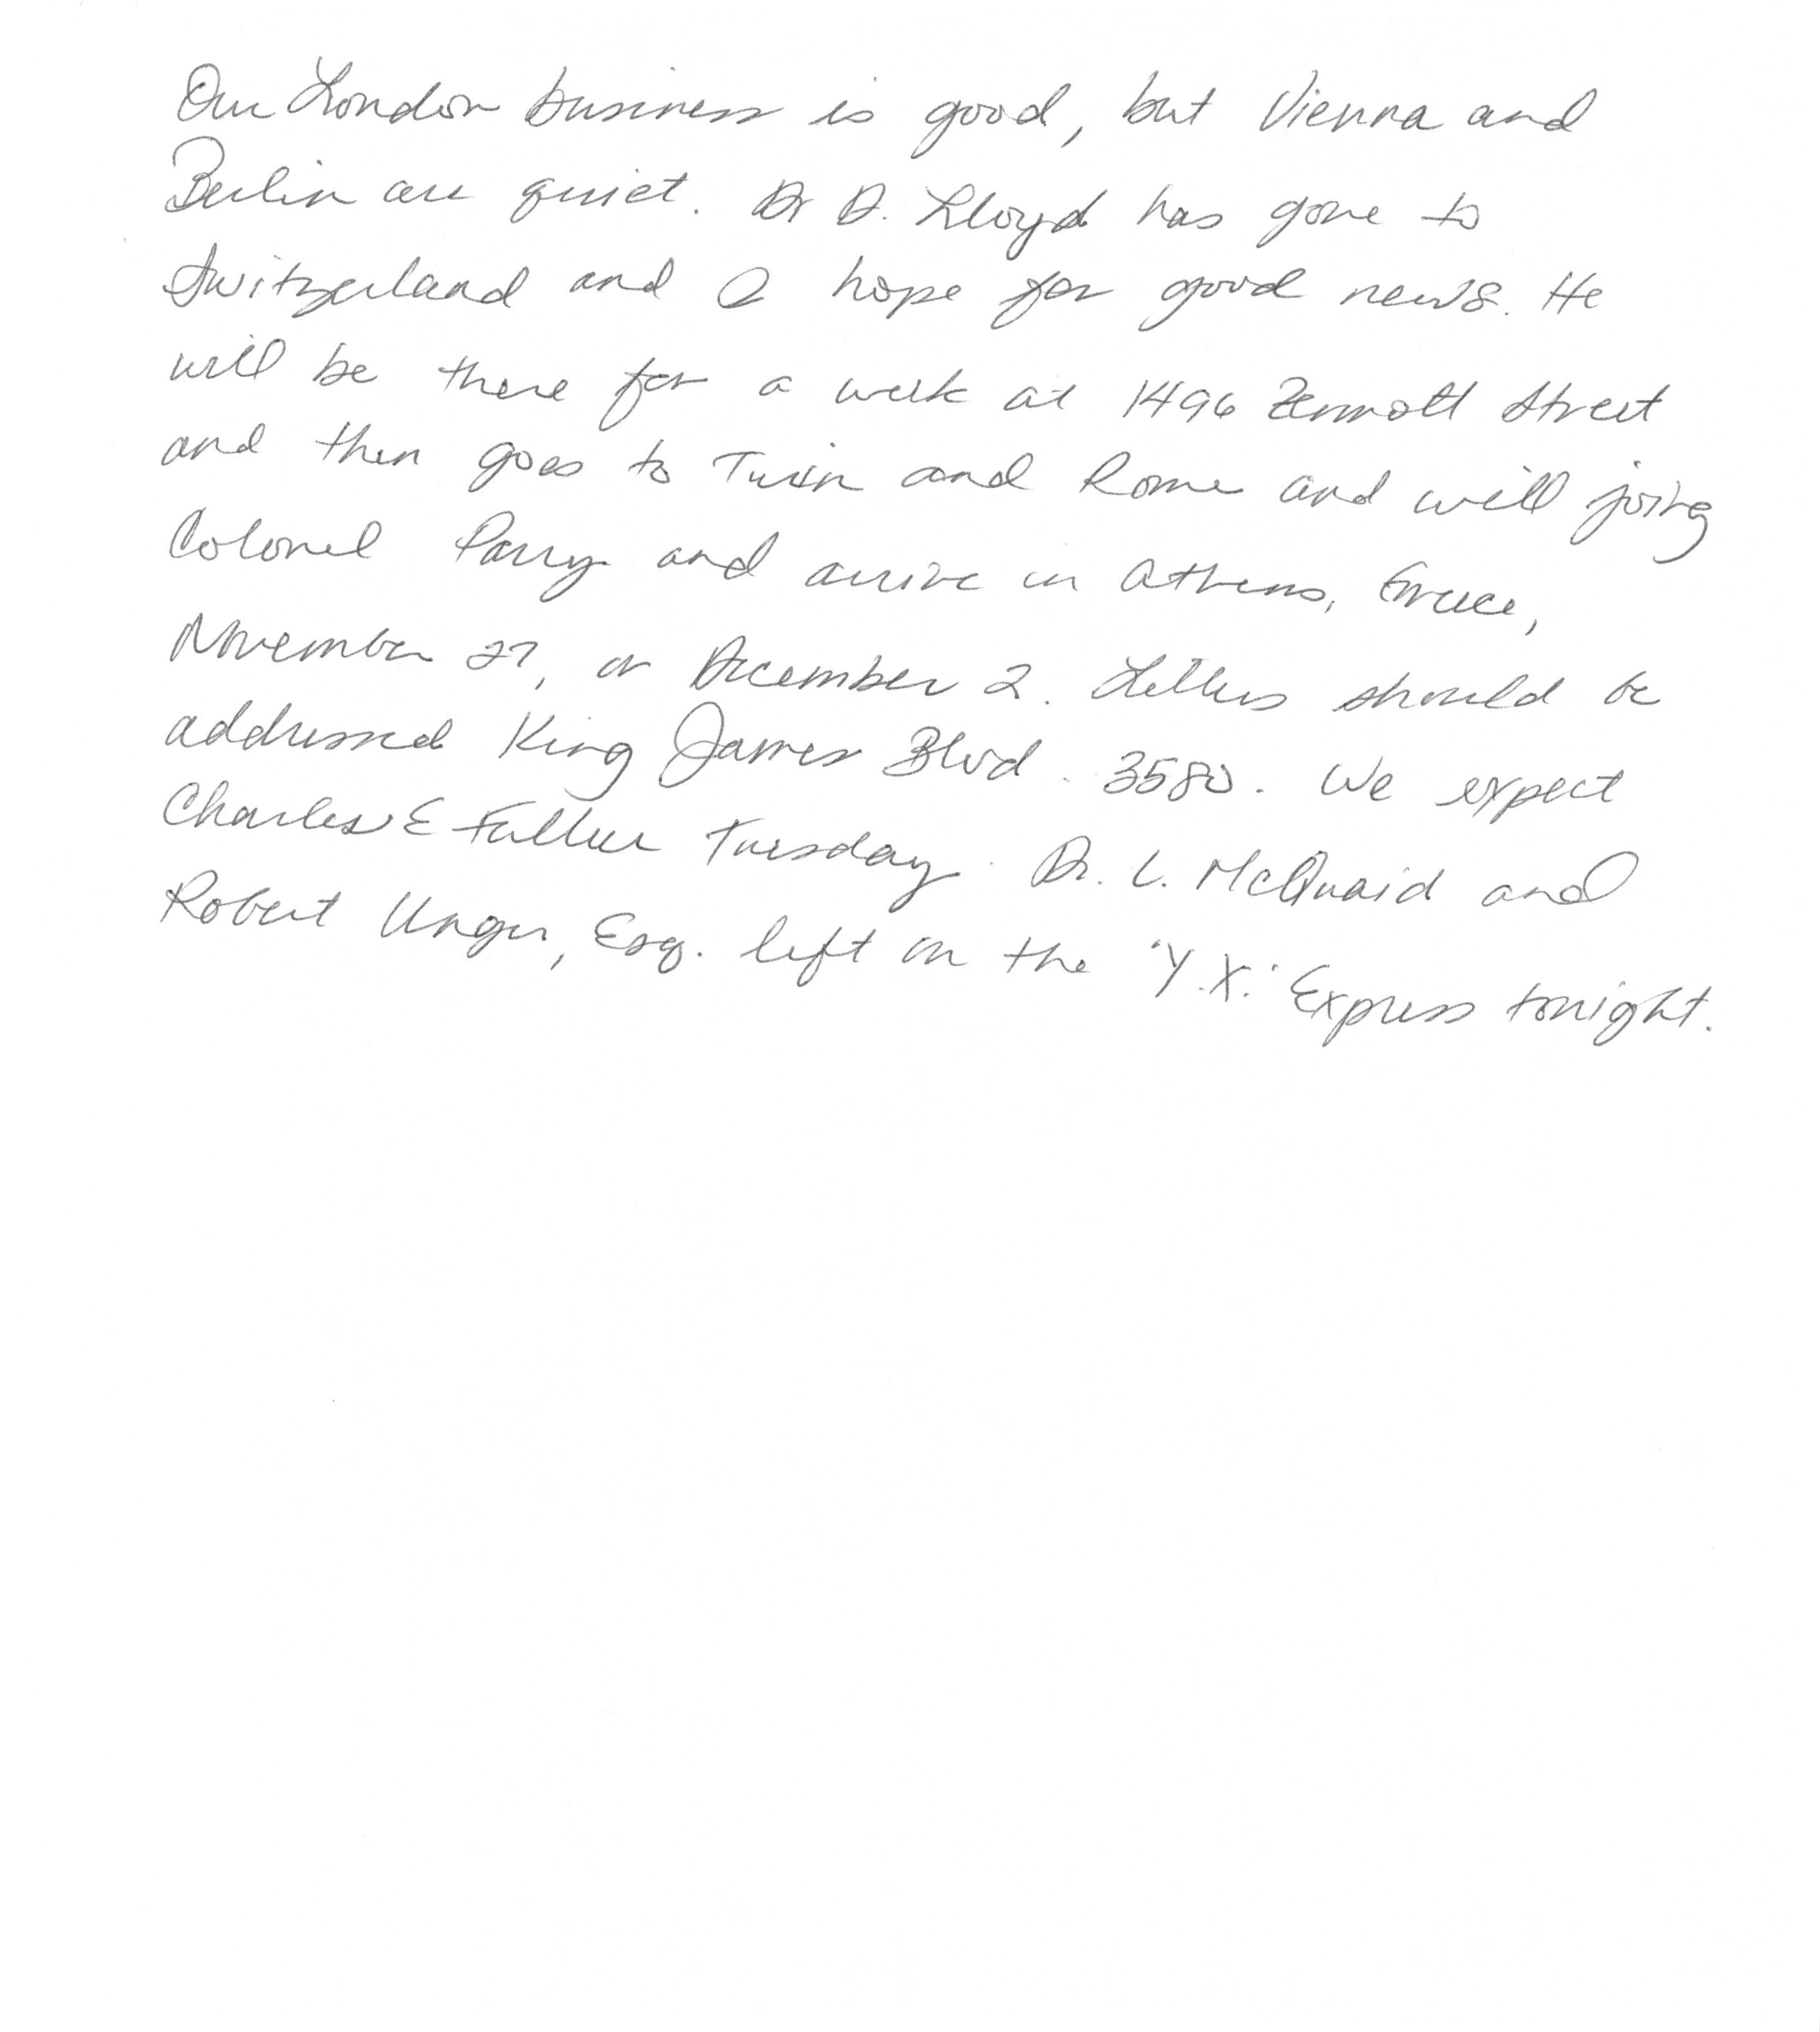 Our London business is good, but Vienna and
Berlin are quiet. Dr D. Lloyd has gone to
Switzerland and I hope for good news. He
will be there for a week at 1496 Zermott Street
and then goes to Turin and Rome and will joing
Colonel Parry and arrive in Athens, Greece,
November 27, or December 2. Letters should be
addressed King James Blvd. 3580. We expect
Charles E Fuller Tuesday. Dr. L. McQuaid and
Robert Unger, Esq. left on the 'Y.X.' Express tonight.